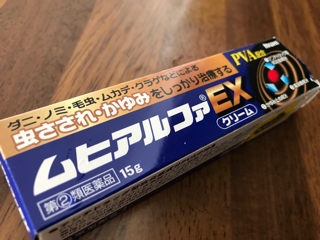 ダニ・ノミ・毛虫・ムカデ・クラゲなどによる
虫さされ・かゆみをしっかり治療する
PVA配合
ムヒアルファEX
クリーム
指定第②類医薬品
15g